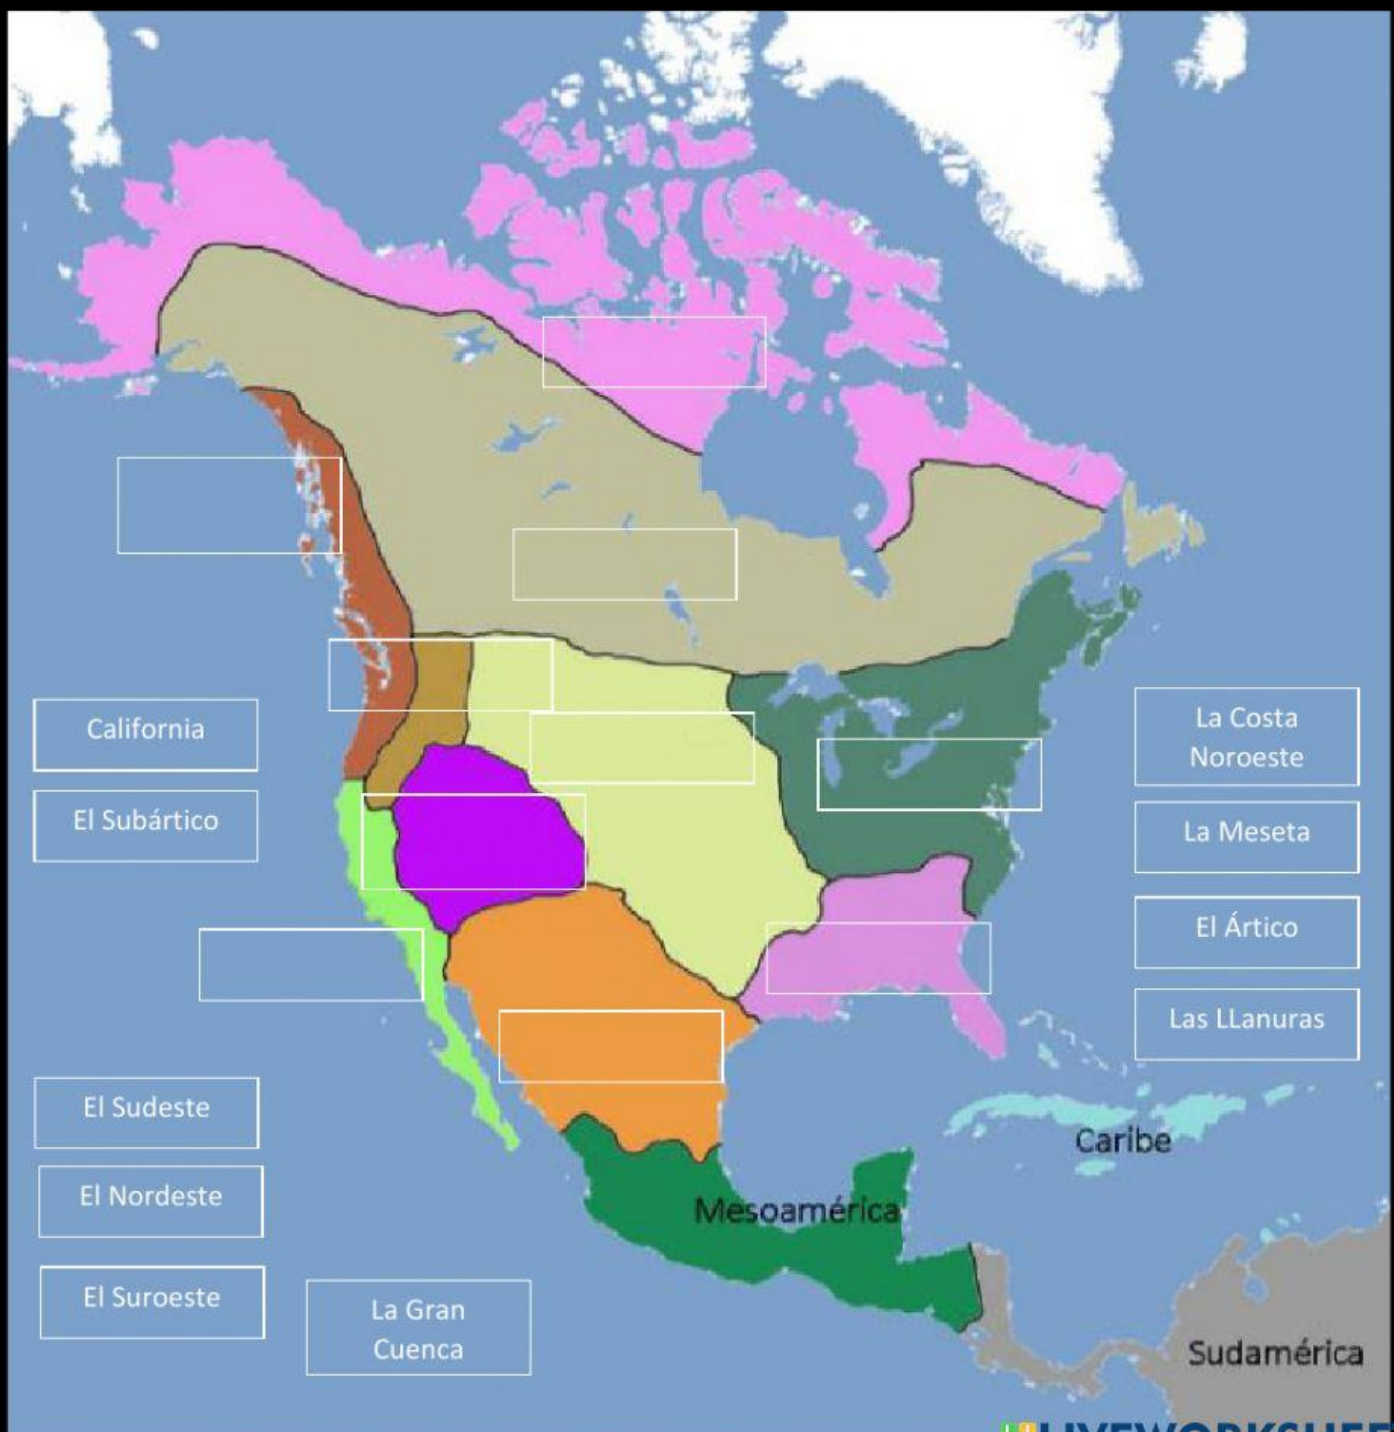 California
El Subártico
La Costa
Noroeste
La Meseta
El Ártico
Las LLanuras
El Sudeste
El Nordeste
El Suroeste
La Gran
Cuenca
Caribe
Mesoamérica
Sudamérica